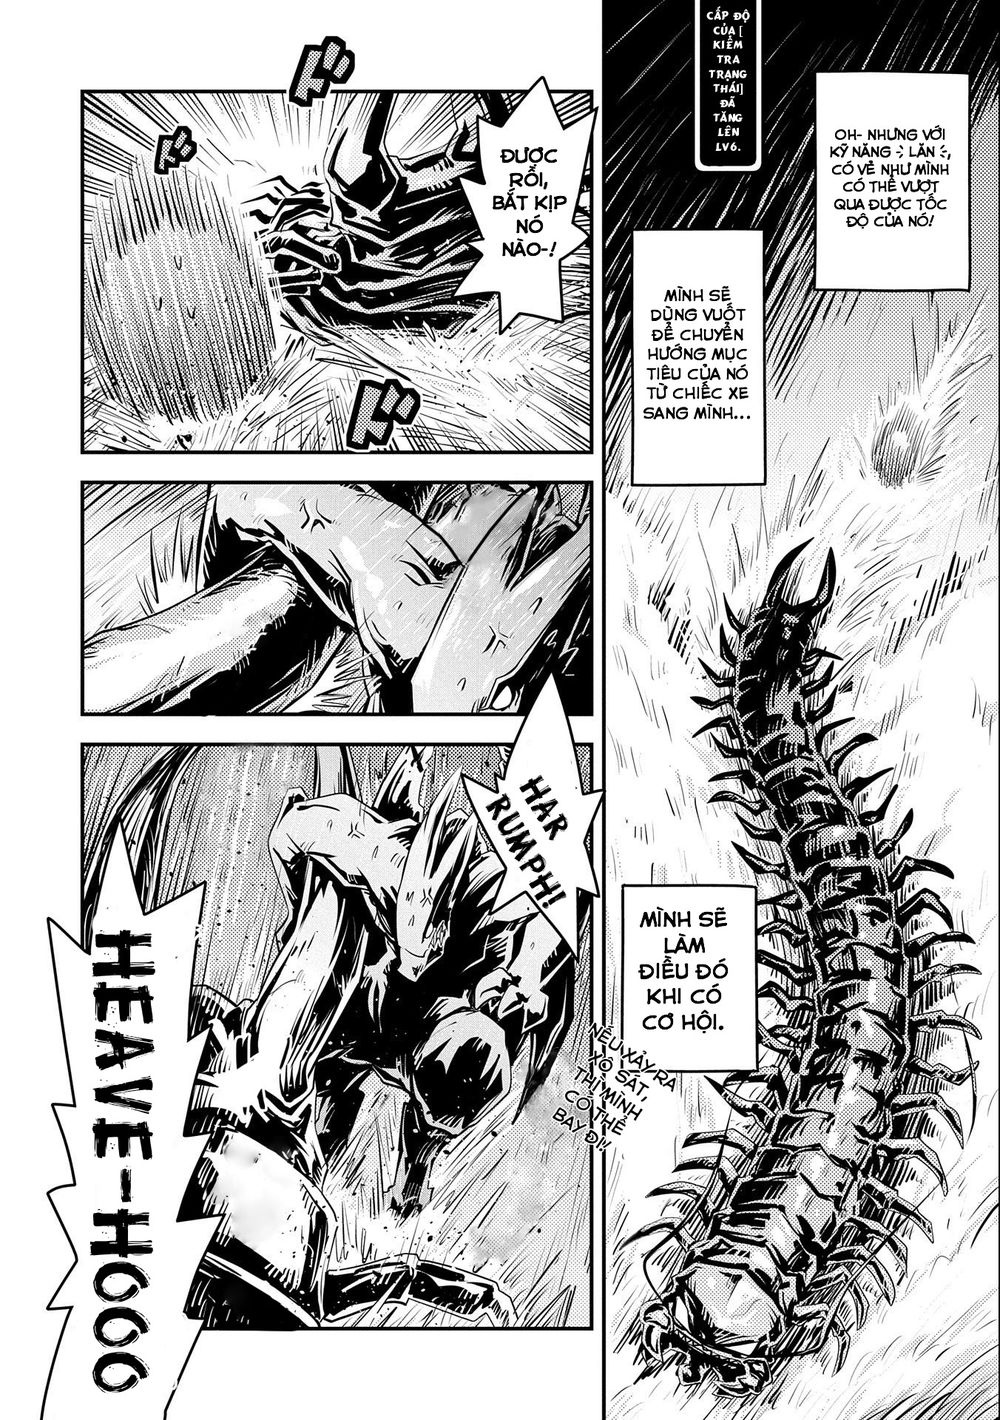 CẤP ĐỘ
CỦA [
KIỂM
TRA
TRẠNG
THÁI]
ĐÃ
TĂNG
LÊN
LV6.
OH- NHƯNG VỚI
KỸ NĂNG ·:, LĂN :·,
CÓ VẺ NHƯ MÌNH
CÓ THỂ VƯỢT
QUA ĐƯỢC TỐC
ĐỘ CỦA NÓ!
MÌNH SẼ
DÙNG VUỐT
ĐỂ CHUYỂN
HƯỚNG MỤC
TIÊU CỦA NÓ
TỪ CHIẾC XE
SANG MÌNH...
MÌNH SẼ
LÀM
ĐIỀU ĐÓ
KHI CÓ
CƠ HỘI.
NẾU XẢY RA
XÔ SÁT,
THÌ MÌNH
CÓ THỂ
BAY ĐI!
ĐƯỢC
RỒI,
BẮT KỊP
NÓ
NÀO-!
ド
ド
ド
HAR
RUMPH!
HEAVE-HOOO